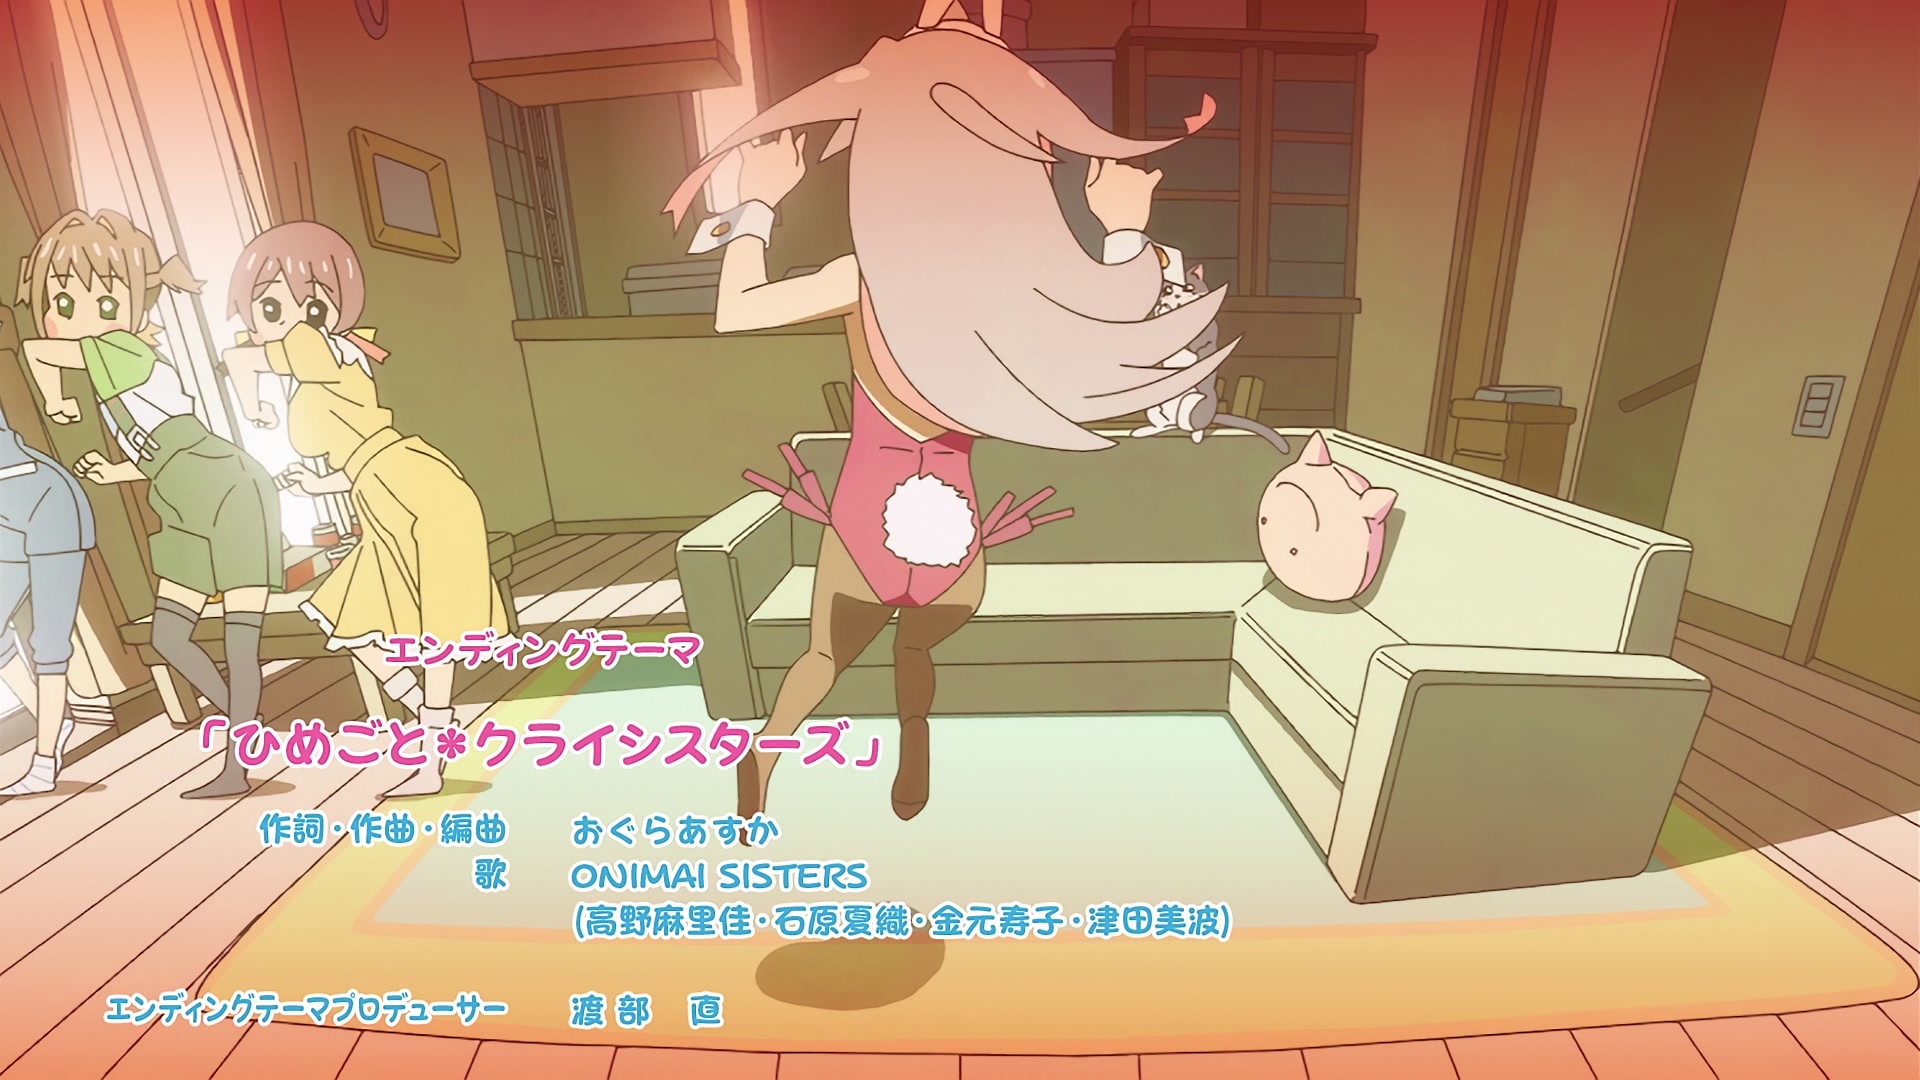 エンディングテーマ
「ひめごと＊クライシスターズ」
作詞・作曲・編曲　おぐらあすか
歌　ONIMAI SISTERS
(高野麻里佳・石原夏織・金元寿子・津田美波)
エンディングテーマプロデューサー　渡部　直